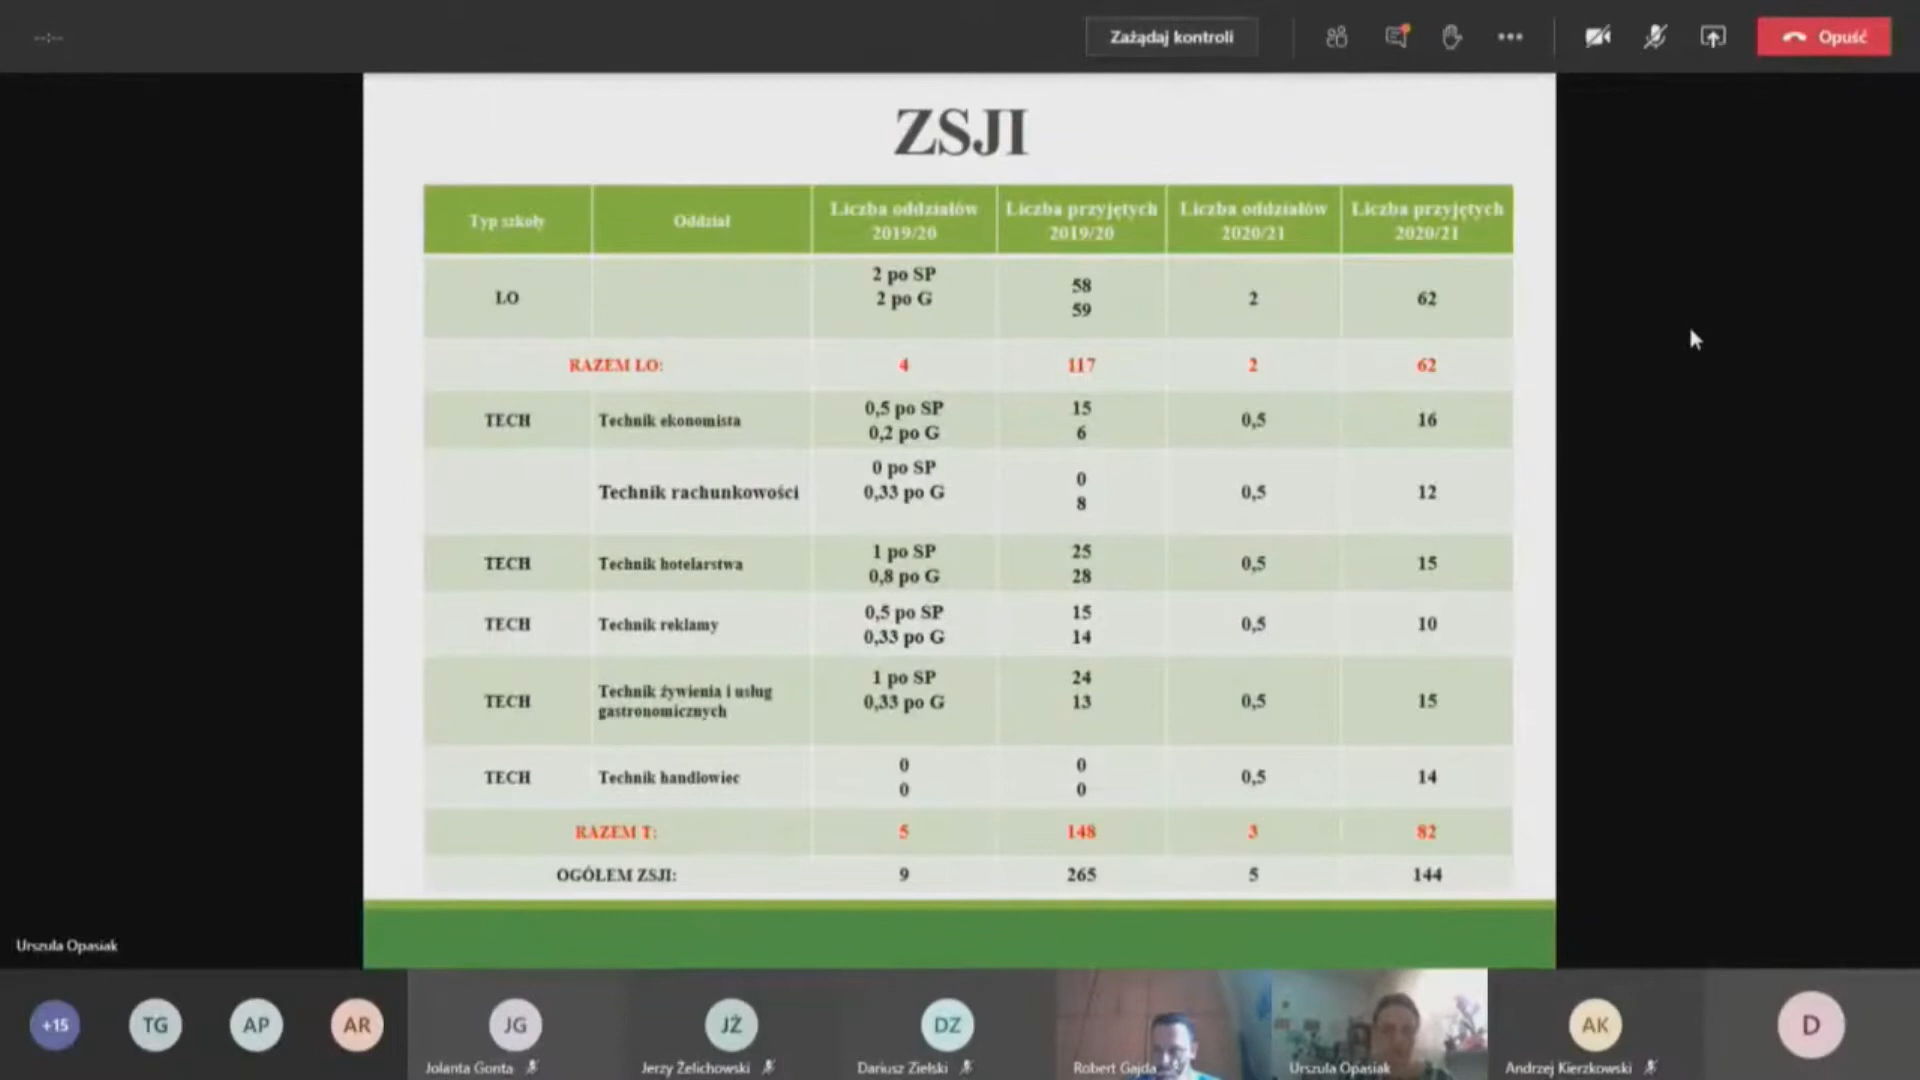 --:--
Zażądaj kontroli
Opuść
ZSJI
Typ szkoły
Oddział
Liczba oddziałów
2019/20
Liczba przyjętych
2019/20
Liczba oddziałów
2020/21
Liczba przyjętych
2020/21
LO
2 po SP
2 po G
58
59
2
62
RAZEM LO:
4
117
2
62
TECH
Technik ekonomista
0,5 po SP
0,2 po G
15
6
0,5
16
Technik rachunkowości
0 po SP
0,33 po G
0
8
0,5
12
TECH
Technik hotelarstwa
1 po SP
0,8 po G
25
28
0,5
15
TECH
Technik reklamy
0,5 po SP
0,33 po G
15
14
0,5
10
TECH
Technik żywienia i usług
gastronomicznych
1 po SP
0,33 po G
24
13
0,5
15
TECH
Technik handlowiec
0
0
0
0
0,5
14
RAZEM T:
5
148
3
82
OGÓŁEM ZSJI:
9
265
5
144
Urszula Opasiak
+15
TG
AP
AR
JG
Jolanta Gonta
JŻ
Jerzy Żelichowski
DZ
Dariusz Zielski
Robert Gajda
Urszula Opasiak
AK
Andrzej Kierzkowski
D